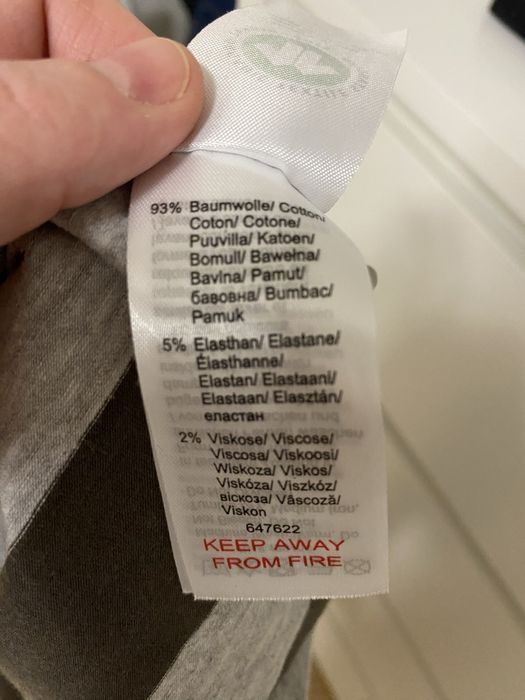 93% Baumwolle/ Cotton/
Coton/ Cotone/
Puuvilla/ Katoen/
Bomull/ Bawełna/
Bavlna/ Pamut/
бавовна/ Bumbac/
Pamuk
5% Elasthan/ Elastane/
Élasthanne/
Elastan/ Elastaani/
Elastaan/ Elasztán/
еластан
2% Viskose/ Viscose/
Viscosa/ Viskoosi/
Wiskoza/ Viskos/
Viskóza/ Viszkóz/
віскоза/ Vâscoză/
Viskon
647622
KEEP AWAY
FROM FIRE